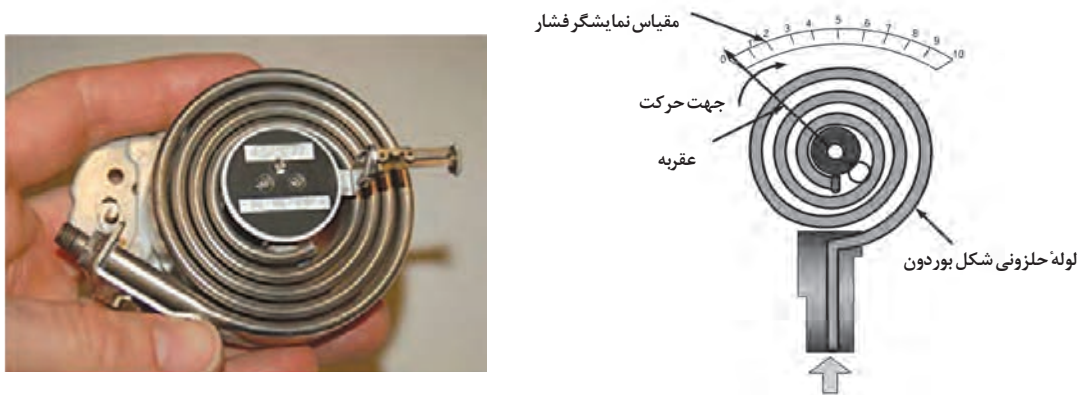 مقیاس نمایشگر فشار
0 1 2 3 4 5 6 7 8 9 10
جهت حرکت
عقربه
لولهٔ حلزونی شکل بوردون